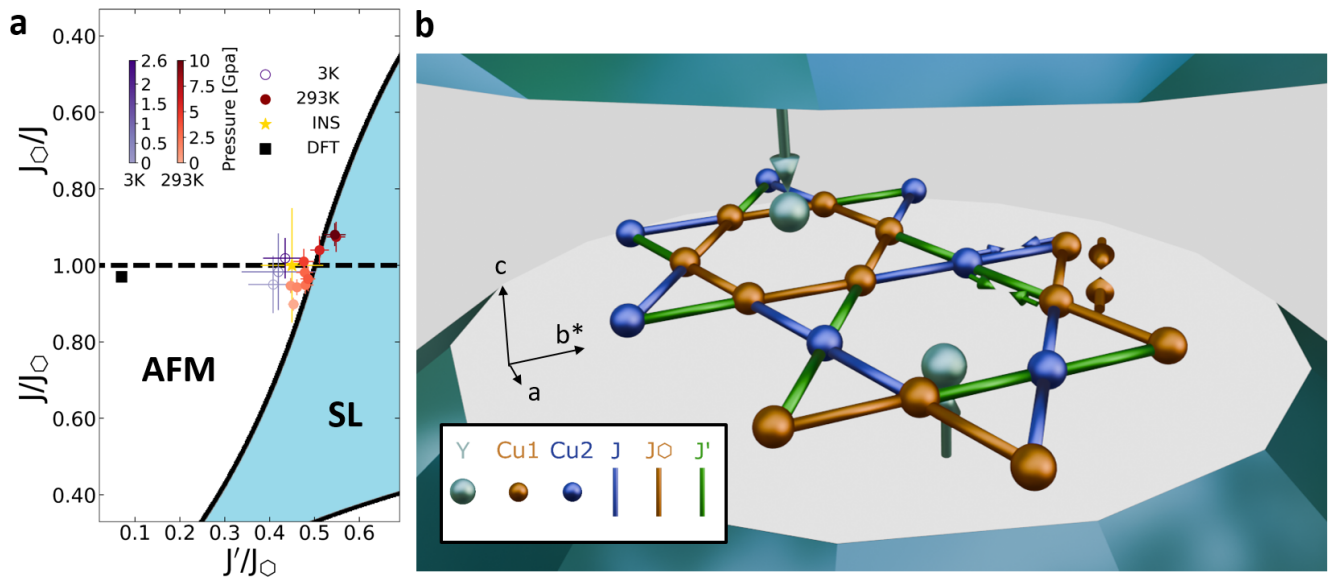 a
0.40
0.60
0.80
1.00
0.80
0.60
0.40
J⬡/J
J/J⬡
2.6 10
2 7.5
1.5
5
1
2.5
0.5
0 0
3K 293K
Pressure [Gpa]
3K
293K
INS
DFT
AFM
SL
0.1 0.2 0.3 0.4 0.5 0.6
J'/J⬡
b
c
b*
a
Y Cu1 Cu2 J J⬡ J'